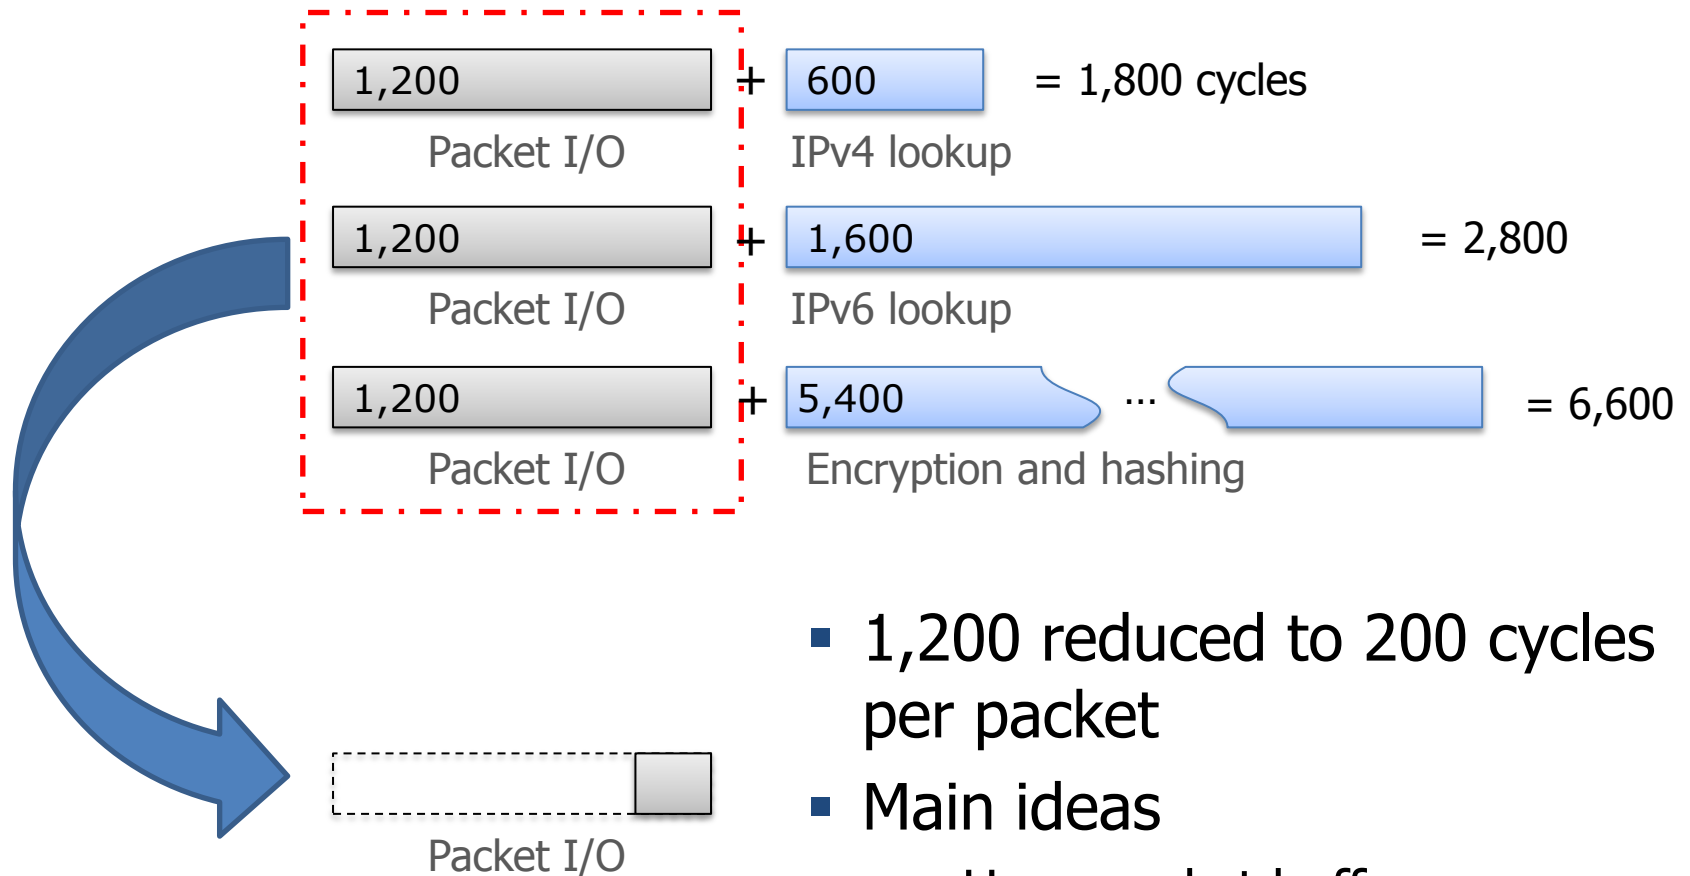 1,200 + 600 = 1,800 cycles
Packet I/O IPv4 lookup
1,200 + 1,600 = 2,800
Packet I/O IPv6 lookup
1,200 + 5,400 ... = 6,600
Packet I/O Encryption and hashing
▪ 1,200 reduced to 200 cycles
per packet
▪ Main ideas
Packet I/O